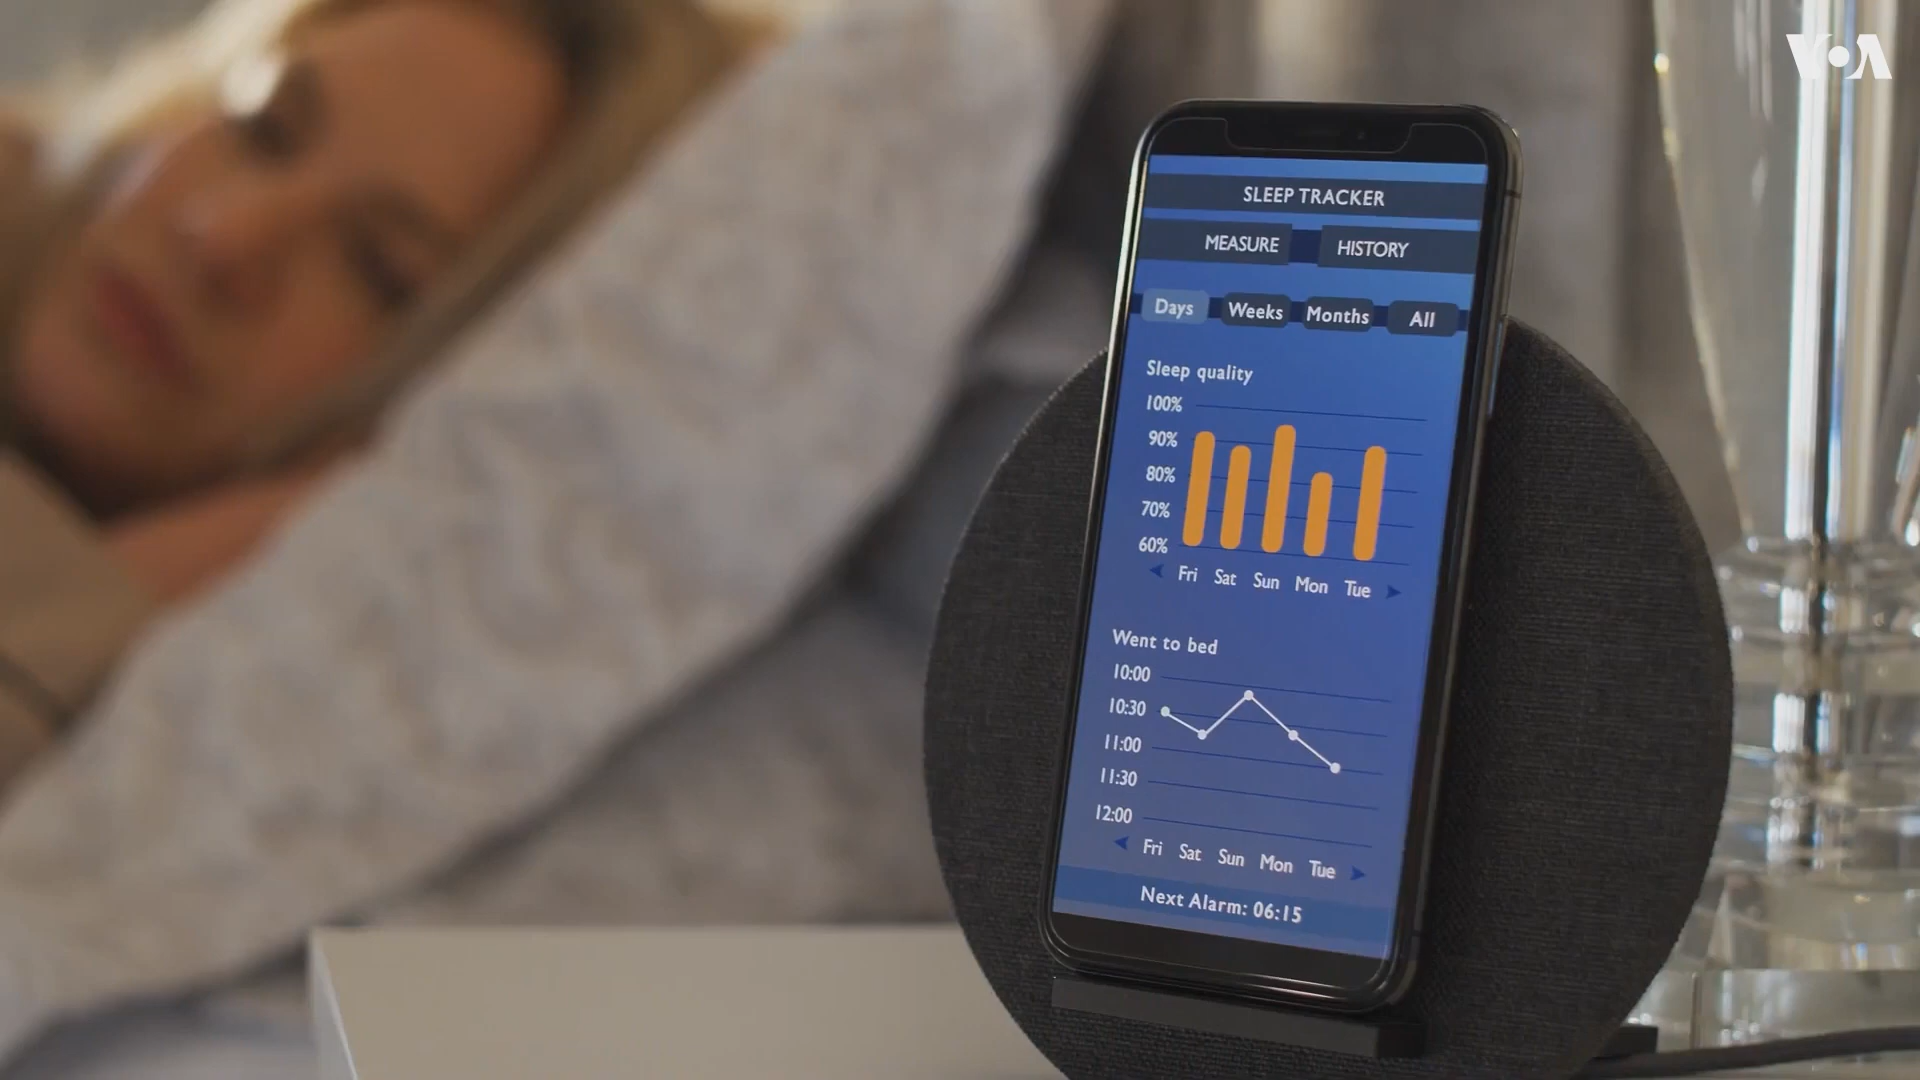 VOA
SLEEP TRACKER
MEASURE HISTORY
Days Weeks Months All
Sleep quality
100%
90%
80%
70%
60%
Fri Sat Sun Mon Tue
Went to bed
10:00
10:30
11:00
11:30
12:00
Fri Sat Sun Mon Tue
Next Alarm: 06:15